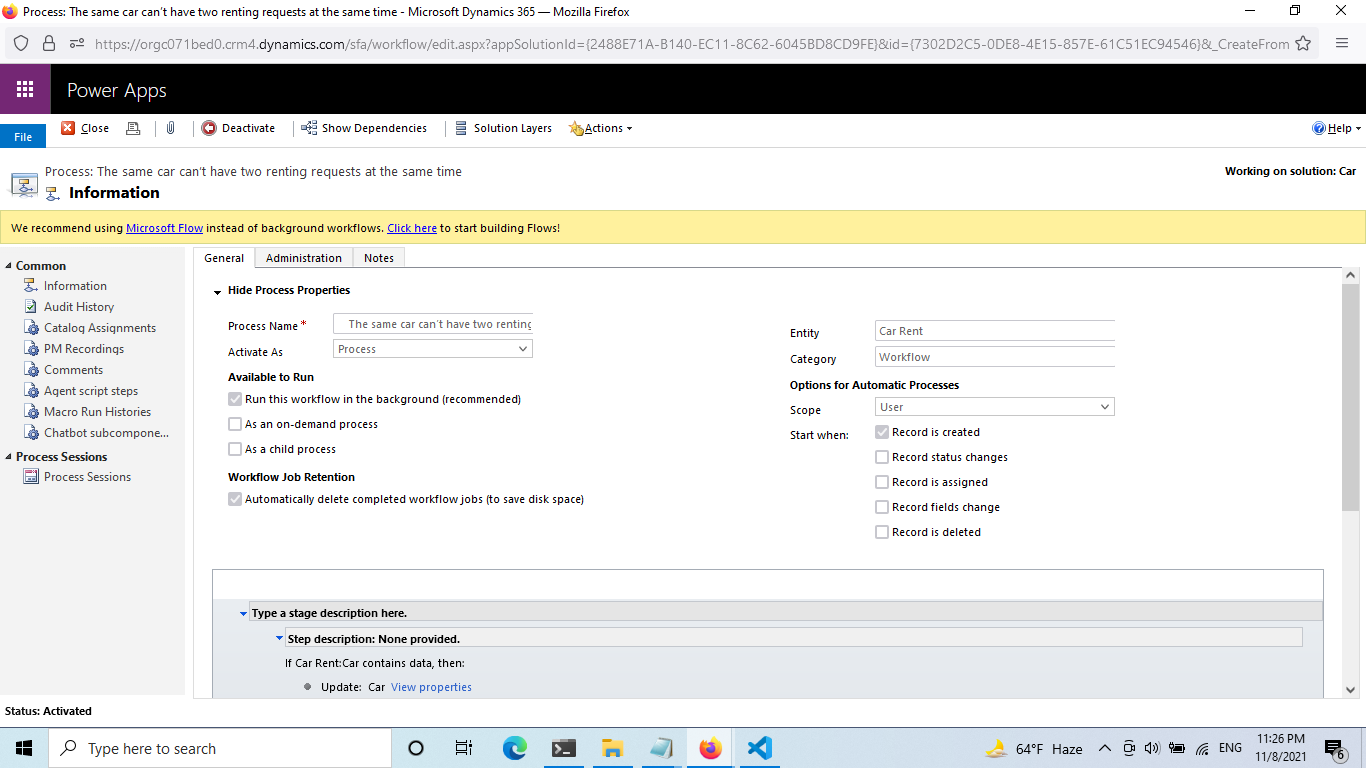 Process: The same car can't have two renting requests at the same time - Microsoft Dynamics 365 — Mozilla Firefox
https://orgc071bed0.crm4.dynamics.com/sfa/workflow/edit.aspx?appSolutionId={2488E71A-B140-EC11-8C62-6045BD8CD9FE}&id={7302D2C5-0DE8-4E15-857E-61C51EC94546}&_CreateFrom
Power Apps
File Close Deactivate Show Dependencies Solution Layers Actions Help
Process: The same car can't have two renting requests at the same time
Working on solution: Car
Information
We recommend using Microsoft Flow instead of background workflows. Click here to start building Flows!
Common
Information
Audit History
Catalog Assignments
PM Recordings
Comments
Agent script steps
Macro Run Histories
Chatbot subcompone...
Process Sessions
Process Sessions
General Administration Notes
Hide Process Properties
Process Name * The same car can't have two renting
Activate As Process
Available to Run
Run this workflow in the background (recommended)
As an on-demand process
As a child process
Workflow Job Retention
Automatically delete completed workflow jobs (to save disk space)
Entity Car Rent
Category Workflow
Options for Automatic Processes
Scope User
Start when: Record is created
Record status changes
Record is assigned
Record fields change
Record is deleted
Type a stage description here.
Step description: None provided.
If Car Rent:Car contains data, then:
Update: Car View properties
Status: Activated
Type here to search
64°F Haze
ENG
11:26 PM
11/8/2021
6